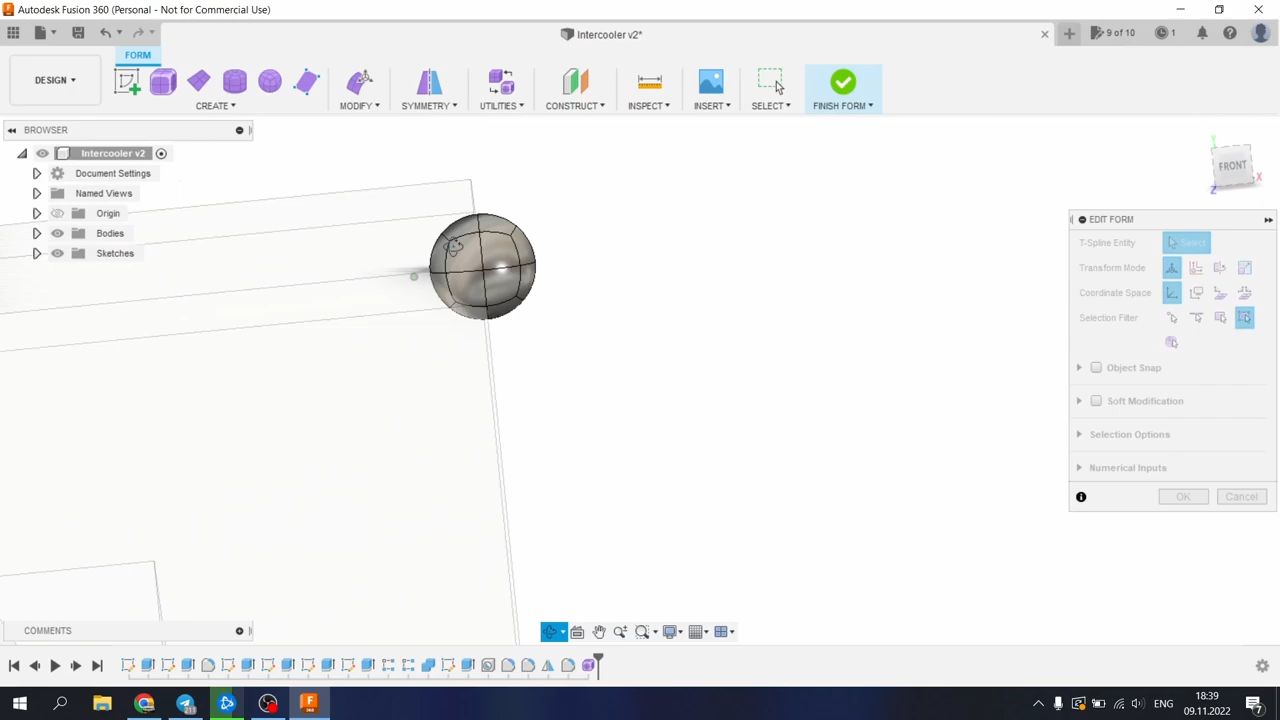 Autodesk Fusion 360 (Personal - Not for Commercial Use)
Intercooler v2*
9 of 10
1
FORM
DESIGN
CREATE
MODIFY
SYMMETRY
UTILITIES
CONSTRUCT
INSPECT
INSERT
SELECT
FINISH FORM
BROWSER
Intercooler v2
Document Settings
Named Views
Origin
Bodies
Sketches
Y
FRONT
X
Z
EDIT FORM
T-Spline Entity
Select
Transform Mode
Coordinate Space
Selection Filter
Object Snap
Soft Modification
Selection Options
Numerical Inputs
OK
Cancel
COMMENTS
ENG
18:39
09.11.2022
7